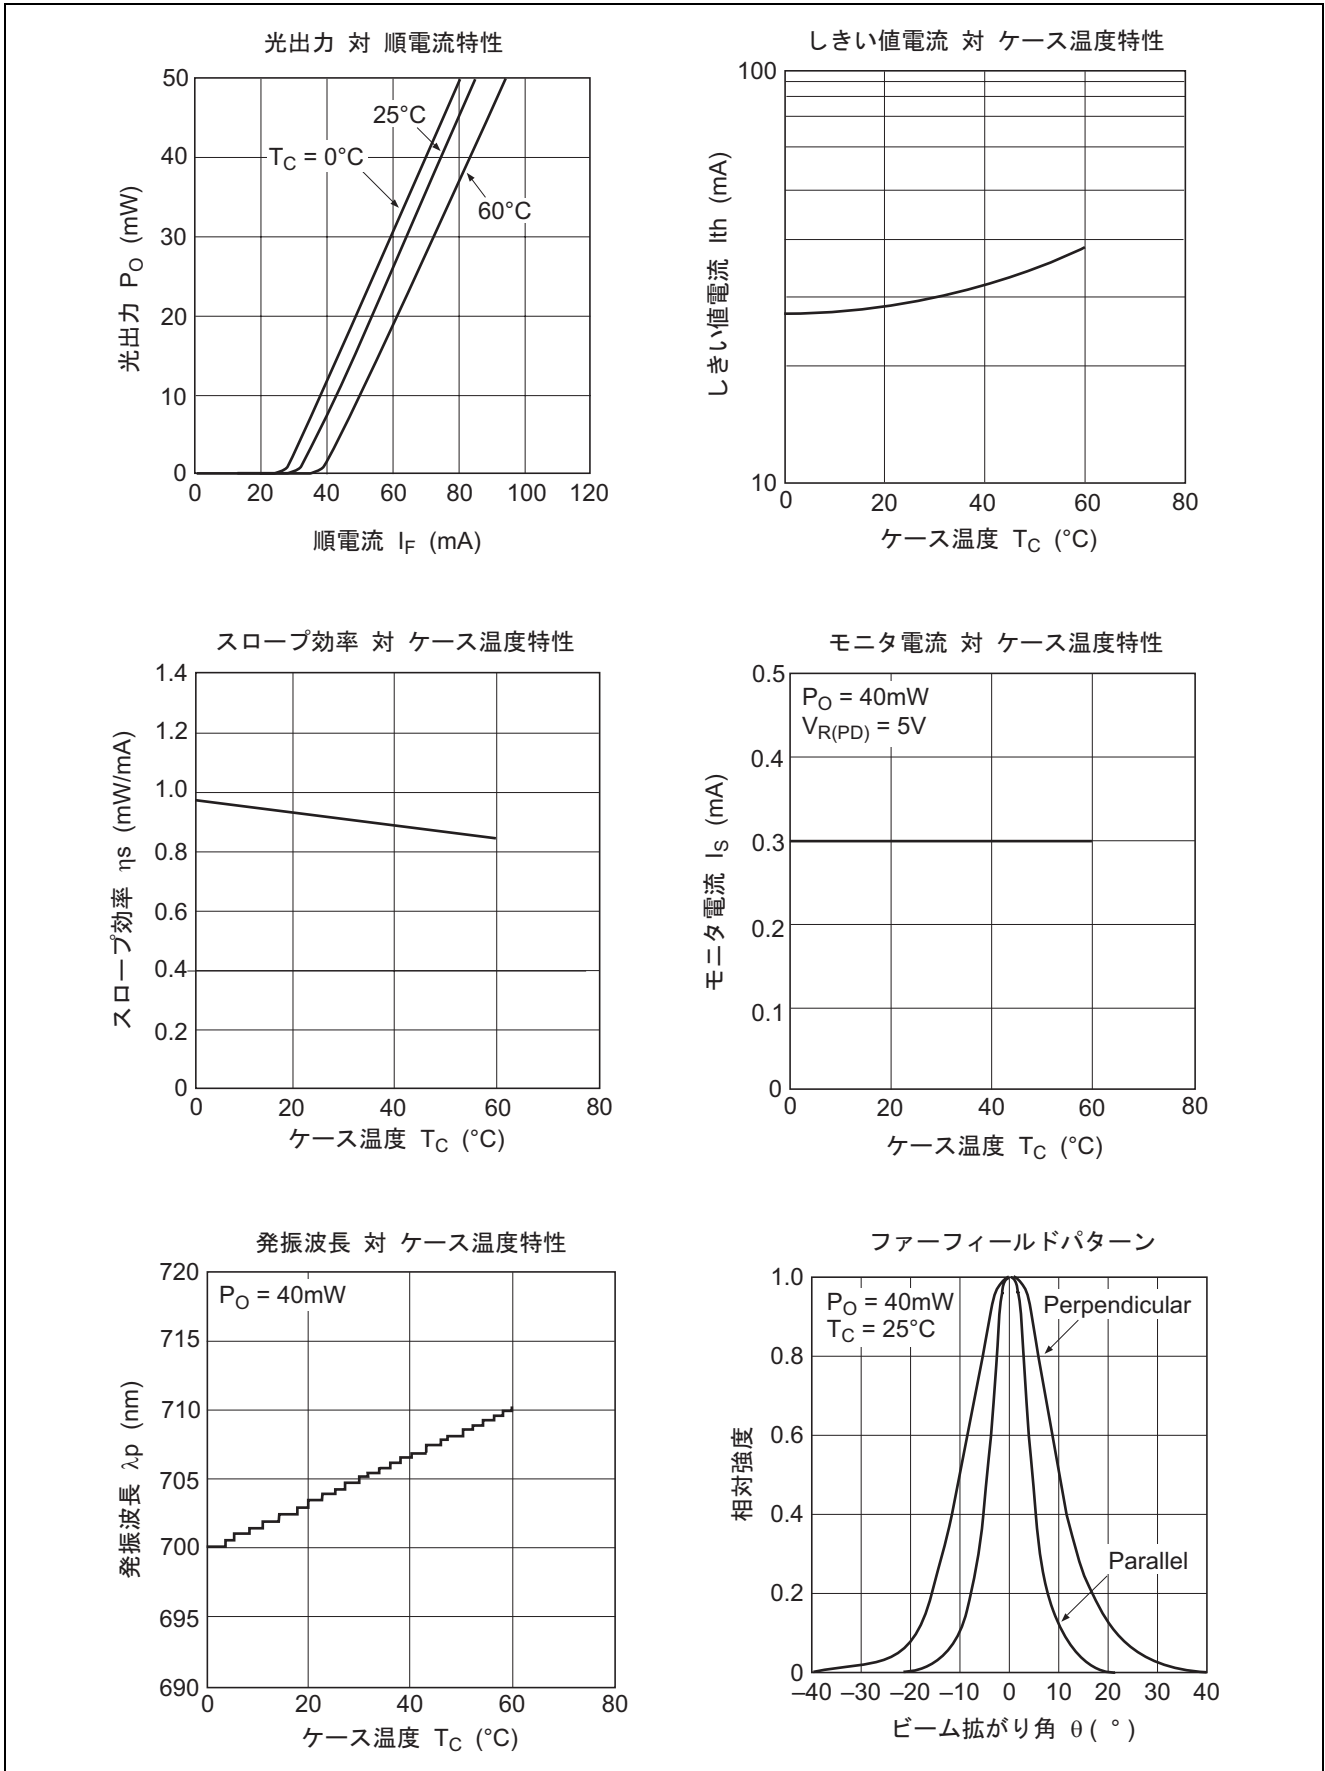 光出力 対 順電流特性
50
40
30
20
10
0
0 20 40 60 80 100 120
25°C
TC = 0°C
60°C
光出力 PO (mW)
順電流 IF (mA)
しきい値電流 対 ケース温度特性
100
10
0 20 40 60 80
しきい値電流 Ith (mA)
ケース温度 TC (°C)
スロープ効率 対 ケース温度特性
1.4
1.2
1.0
0.8
0.6
0.4
0.2
0
0 20 40 60 80
スロープ効率 ηs (mW/mA)
ケース温度 TC (°C)
モニタ電流 対 ケース温度特性
0.5
0.4
0.3
0.2
0.1
0
0 20 40 60 80
PO = 40mW
VR(PD) = 5V
モニタ電流 IS (mA)
ケース温度 TC (°C)
発振波長 対 ケース温度特性
720
715
710
705
700
695
690
0 20 40 60 80
PO = 40mW
発振波長 λp (nm)
ケース温度 TC (°C)
ファーフィールドパターン
1.0
0.8
0.6
0.4
0.2
0
–40 –30 –20 –10 0 10 20 30 40
PO = 40mW
TC = 25°C
Perpendicular
Parallel
相対強度
ビーム拡がり角 θ ( ° )